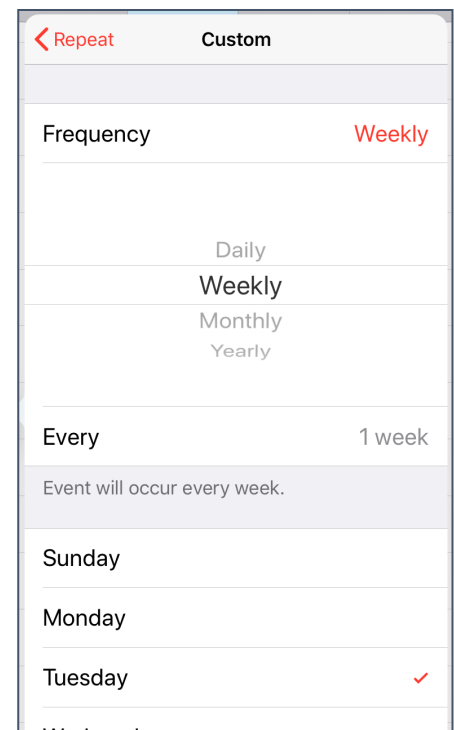 Repeat Custom
Frequency Weekly
Daily
Weekly
Monthly
Yearly
Every 1 week
Event will occur every week.
Sunday
Monday
Tuesday